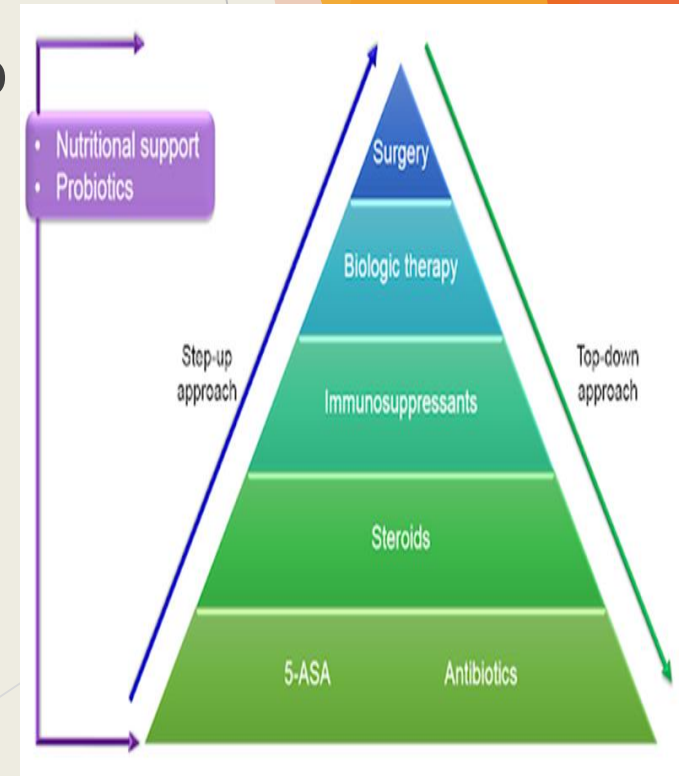 • Nutritional support
• Probiotics
Surgery
Biologic therapy
Step-up
approach
Top-down
approach
Immunosuppressants
Steroids
5-ASA Antibiotics